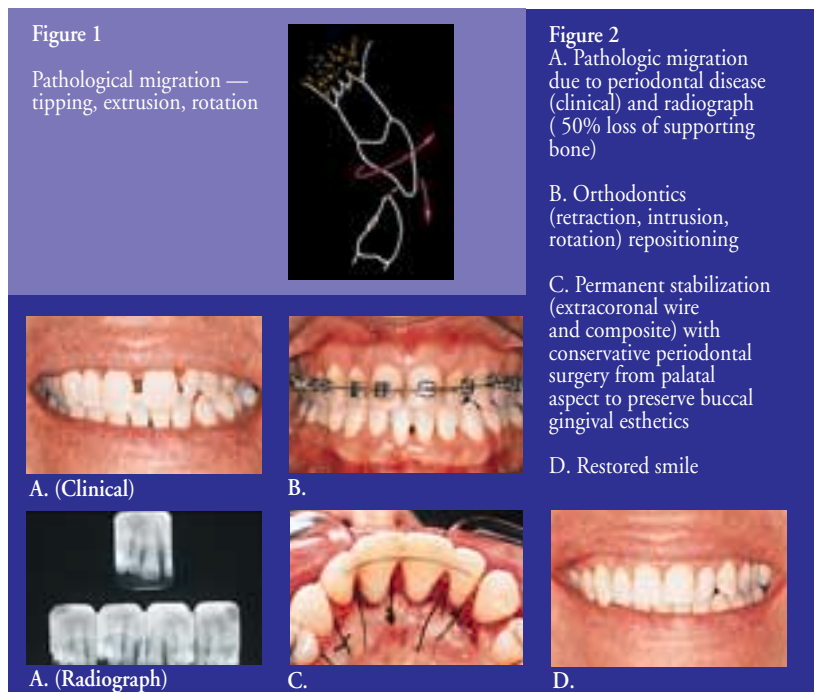 Figure 1
Pathological migration —
tipping, extrusion, rotation
Figure 2
A. Pathologic migration
due to periodontal disease
(clinical) and radiograph
( 50% loss of supporting
bone)
B. Orthodontics
(retraction, intrusion,
rotation) repositioning
C. Permanent stabilization
(extracoronal wire
and composite) with
conservative periodontal
surgery from palatal
aspect to preserve buccal
gingival esthetics
D. Restored smile
A. (Clinical)
B.
A. (Radiograph)
C.
D.